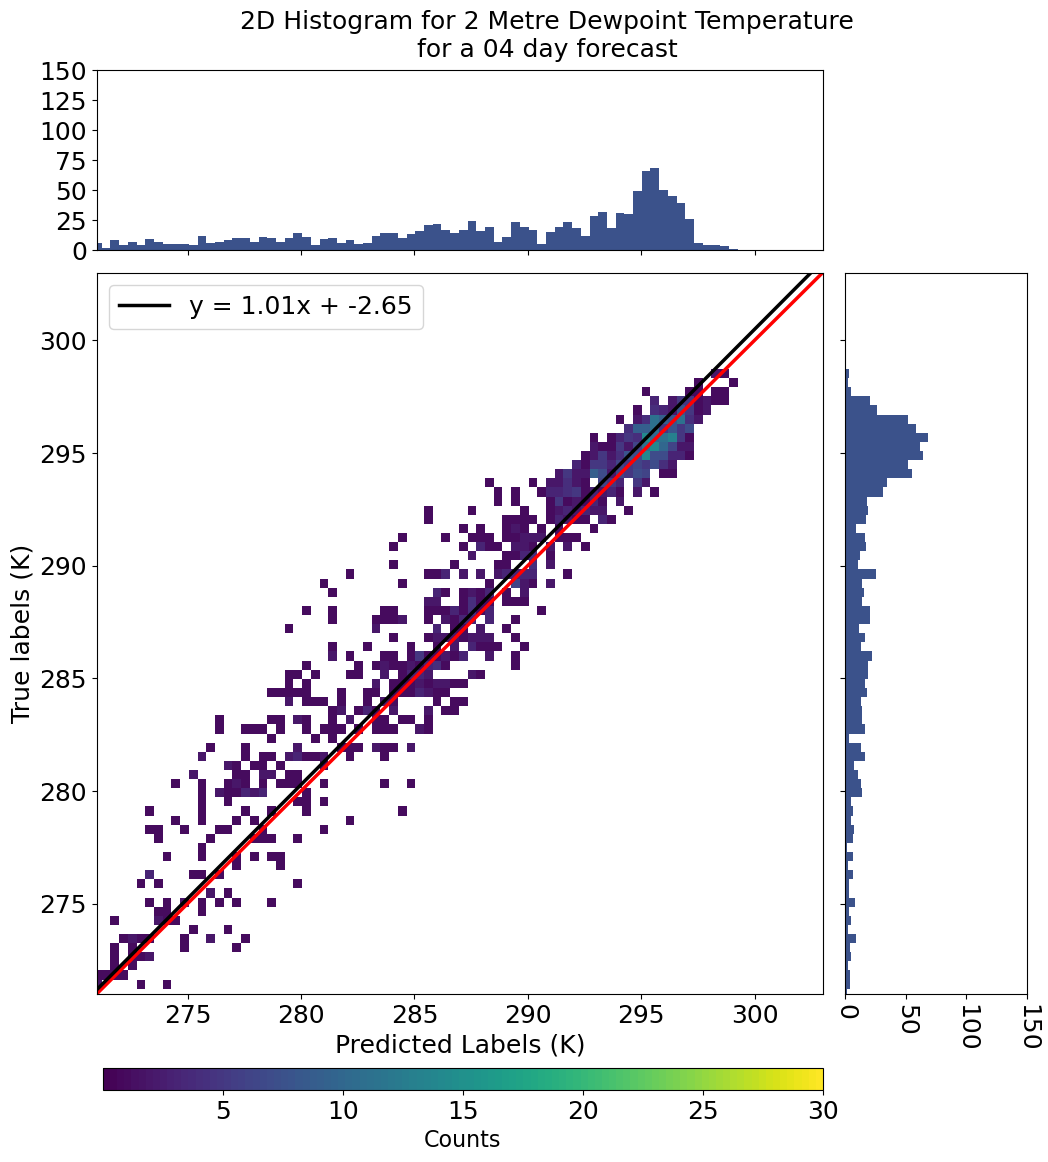 2D Histogram for 2 Metre Dewpoint Temperature
for a 04 day forecast
150
125
100
75
50
25
0
y = 1.01x + -2.65
300
295
290
285
280
275
True labels (K)
275 280 285 290 295 300
Predicted Labels (K)
0 50 100 150
5 10 15 20 25 30
Counts